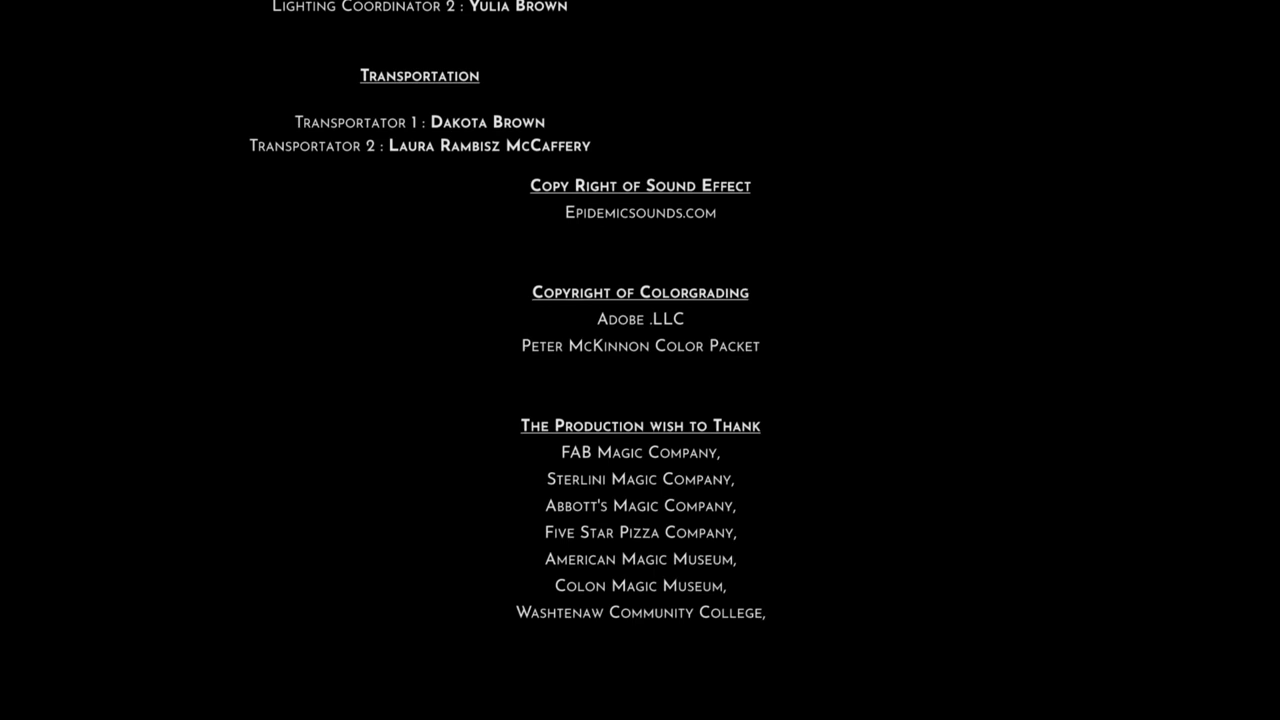 Lighting Coordinator 2 : Yulia Brown
Transportation
Transportator 1 : Dakota Brown
Transportator 2 : Laura Rambisz McCaffery
Copy Right of Sound Effect
Epidemicsounds.com
Copyright of Colorgrading
Adobe .LLC
Peter McKinnon Color Packet
The Production wish to Thank
FAB Magic Company,
Sterlini Magic Company,
Abbott's Magic Company,
Five Star Pizza Company,
American Magic Museum,
Colon Magic Museum,
Washtenaw Community College,